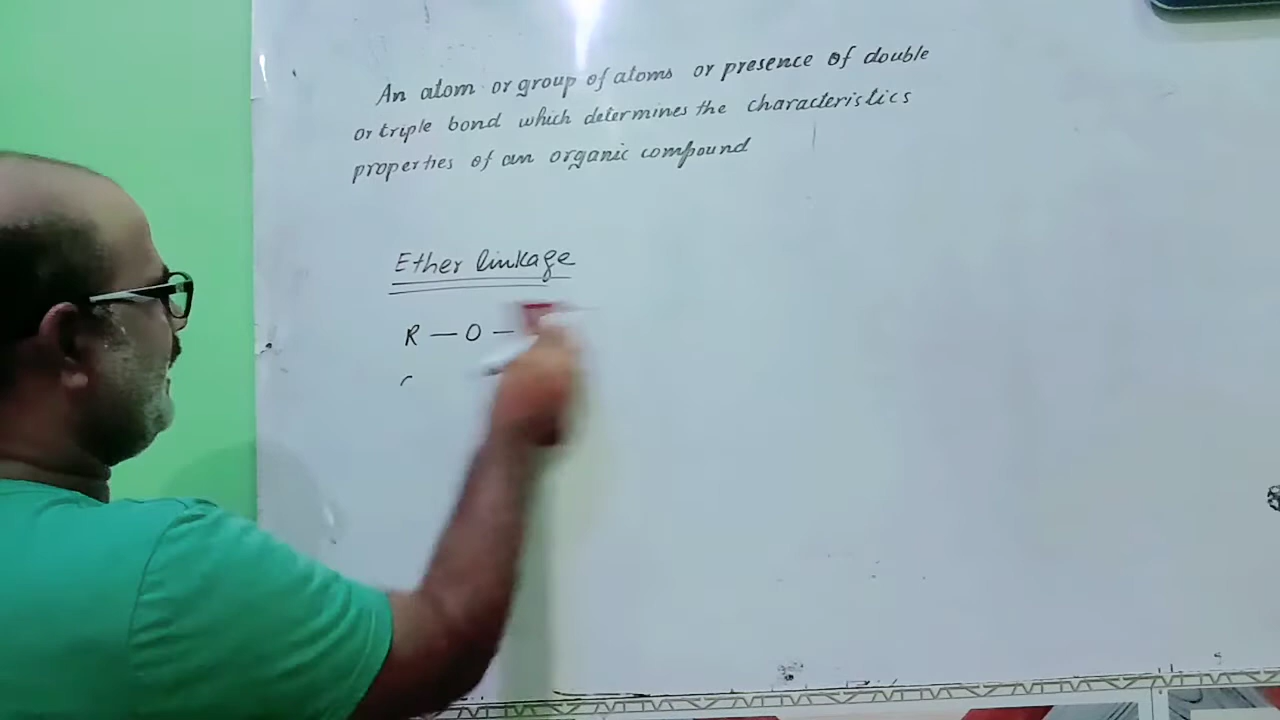 An atom or group of atoms or presence of double
or triple bond which determines the characteristics
properties of an organic compound
Ether linkage
R — O —